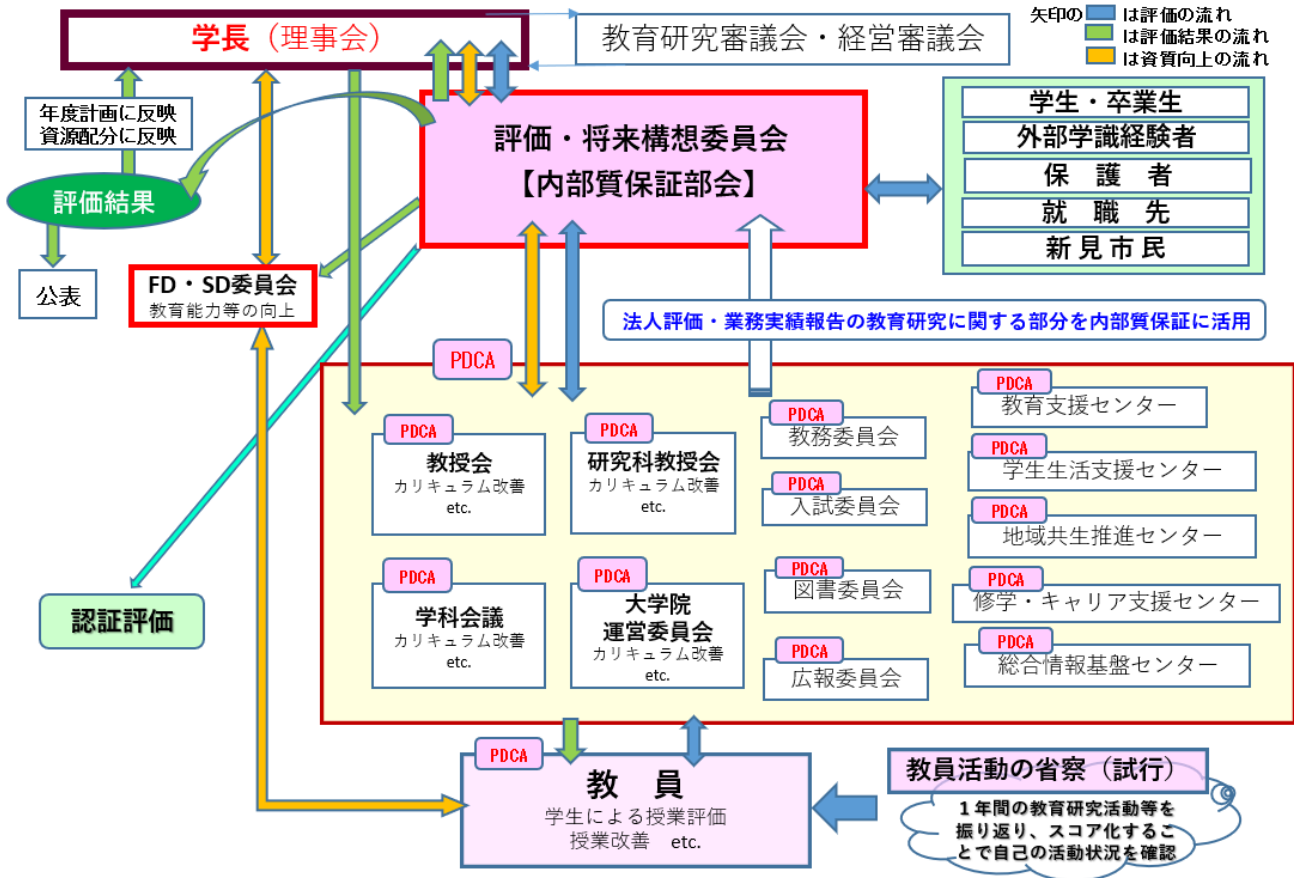 学長（理事会）
教育研究審議会・経営審議会
矢印の　は評価の流れ
は評価結果の流れ
は資質向上の流れ
年度計画に反映
資源配分に反映
評価結果
公表
評価・将来構想委員会
【内部質保証部会】
学生・卒業生
外部学識経験者
保　護　者
就　職　先
新 見 市 民
FD・SD委員会
教育能力等の向上
法人評価・業務実績報告の教育研究に関する部分を内部質保証に活用
認証評価
PDCA
PDCA
教授会
カリキュラム改善
etc.
PDCA
研究科教授会
カリキュラム改善
etc.
PDCA
学科会議
カリキュラム改善
etc.
PDCA
大学院
運営委員会
カリキュラム改善
etc.
PDCA
教務委員会
PDCA
入試委員会
PDCA
図書委員会
PDCA
広報委員会
PDCA
教育支援センター
PDCA
学生生活支援センター
PDCA
地域共生推進センター
PDCA
修学・キャリア支援センター
PDCA
総合情報基盤センター
PDCA
教　員
学生による授業評価
授業改善　etc.
教員活動の省察（試行）
１年間の教育研究活動等を
振り返り、スコア化するこ
とで自己の活動状況を確認